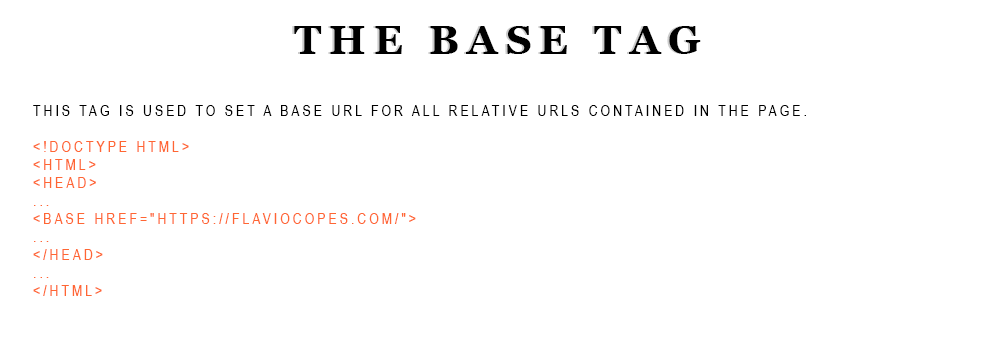 THE BASE TAG
THIS TAG IS USED TO SET A BASE URL FOR ALL RELATIVE URLS CONTAINED IN THE PAGE.
<!DOCTYPE HTML>
<HTML>
<HEAD>
...
<BASE HREF="HTTPS://FLAVIOCOPES.COM/">
...
</HEAD>
...
</HTML>